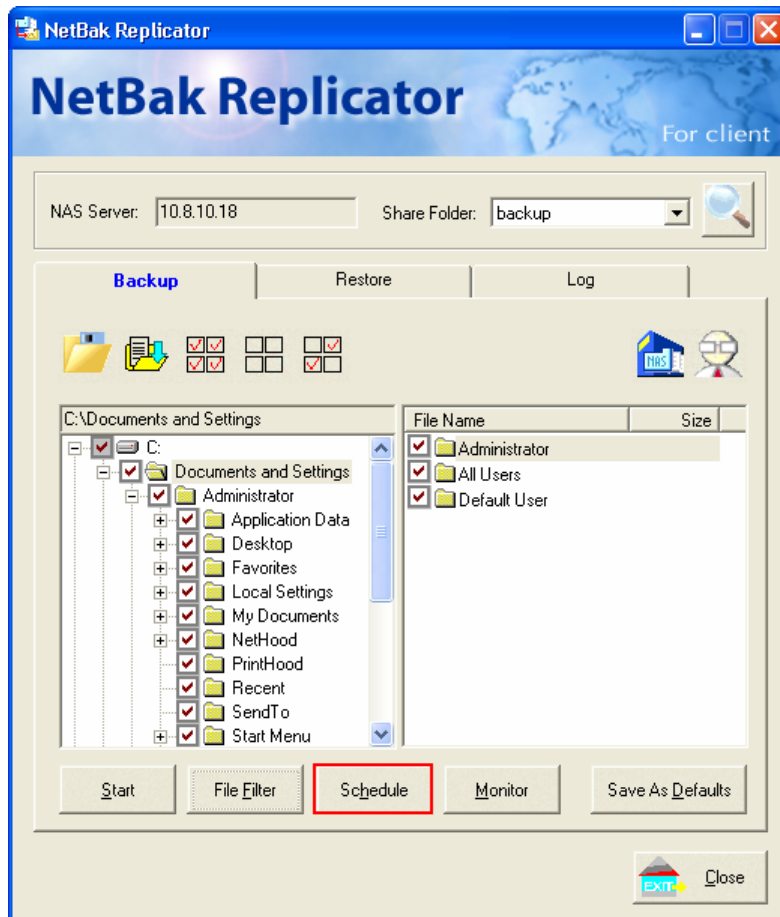 NetBak Replicator
NetBak Replicator
For client
NAS Server: 10.8.10.18 Share Folder: backup
Backup Restore Log
NAS
C:\Documents and Settings
File Name Size
C:
Documents and Settings
Administrator
Application Data
Desktop
Favorites
Local Settings
My Documents
NetHood
PrintHood
Recent
SendTo
Start Menu
Administrator
All Users
Default User
Start File Filter Schedule Monitor Save As Defaults
EXIT Close